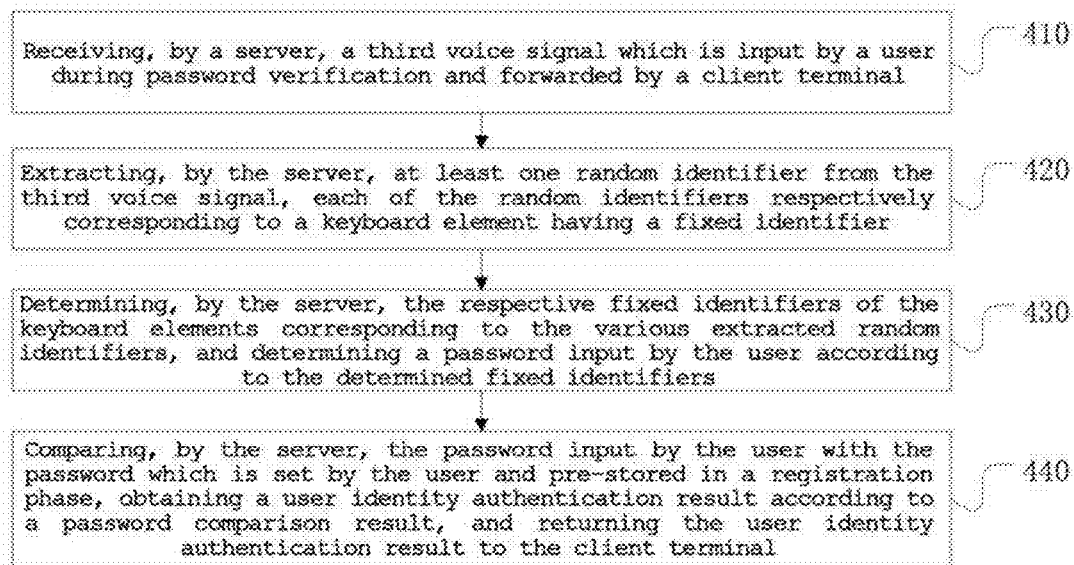 Receiving, by a server, a third voice signal which is input by a user
during password verification and forwarded by a client terminal
410
Extracting, by the server, at least one random identifier from the
third voice signal, each of the random identifiers respectively
corresponding to a keyboard element having a fixed identifier
420
Determining, by the server, the respective fixed identifiers of the
keyboard elements corresponding to the various extracted random
identifiers, and determining a password input by the user according
to the determined fixed identifiers
430
Comparing, by the server, the password input by the user with the
password which is set by the user and pre-stored in a registration
phase, obtaining a user identity authentication result according to
a password comparison result, and returning the user identity
authentication result to the client terminal
440